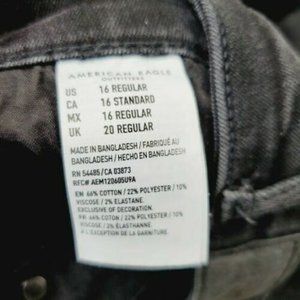 AMERICAN EAGLE
OUTFITTERS
US 16 REGULAR
CA 16 STANDARD
MX 16 REGULAR
UK 20 REGULAR
MADE IN BANGLADESH / FABRIQUÉ AU
BANGLADESH / HECHO EN BANGLADESH
RN 54485 / CA 03873
RFC# AEM120605U9A
EN: 66% COTTON / 22% POLYESTER / 10%
VISCOSE / 2% ELASTANE.
EXCLUSIVE OF DECORATION.
FR: 66% COTON / 22% POLYESTER / 10%
VISCOSE / 2% ÉLASTHANNE.
À L'EXCEPTION DE LA GARNITURE.